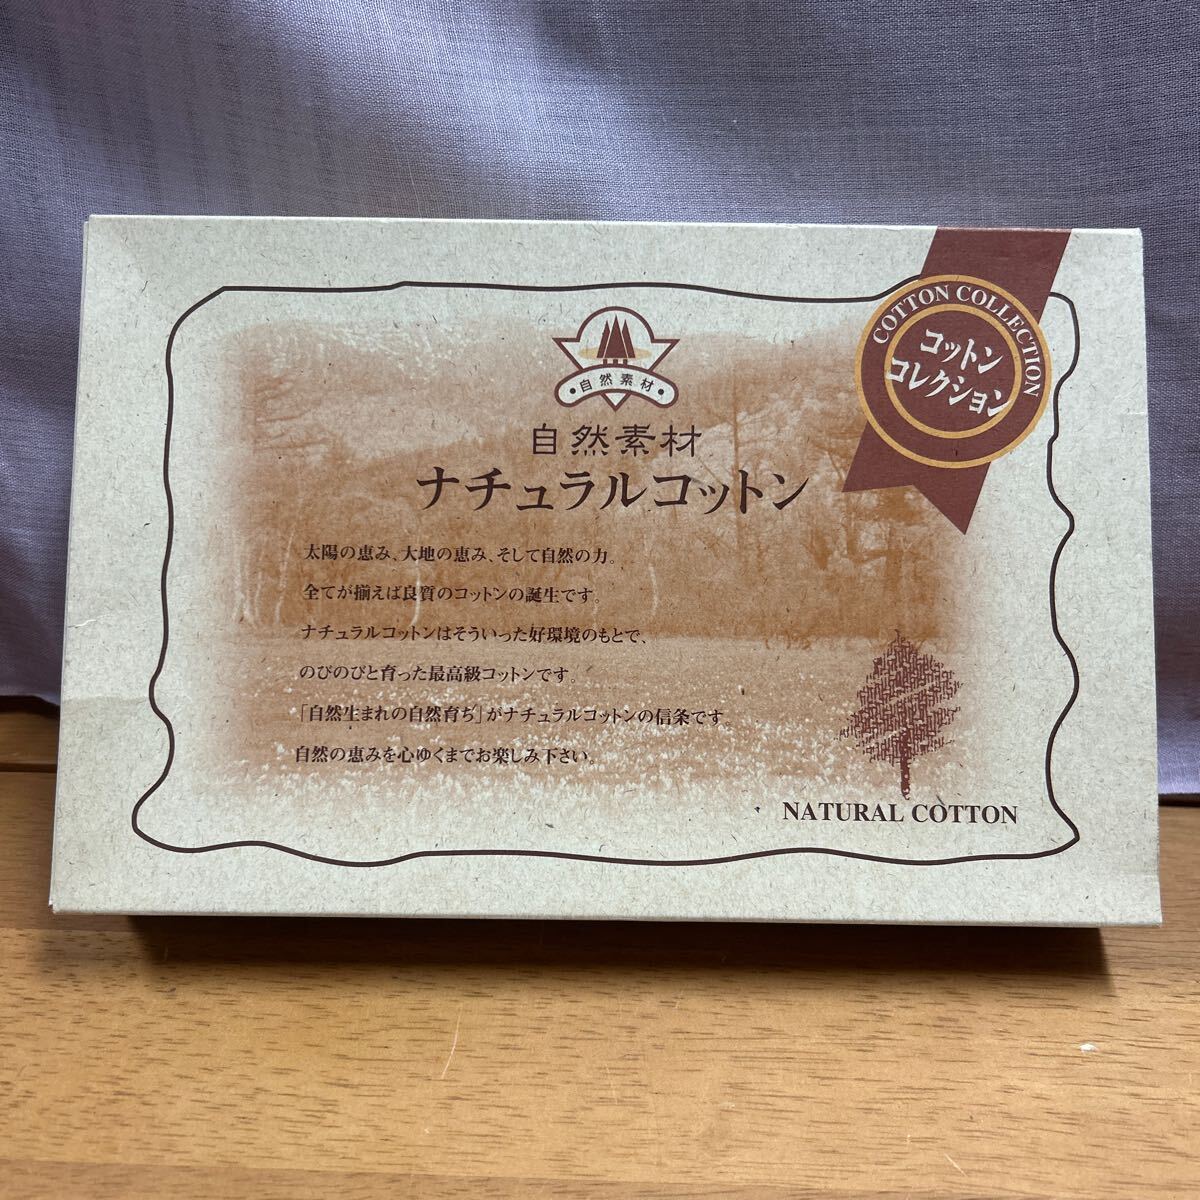 COTTON COLLECTION
コットン
コレクション
自然素材
自然素材
ナチュラルコットン
太陽の恵み、大地の恵み、そして自然の力。
全てが揃えば良質のコットンの誕生です。
ナチュラルコットンはそういった好環境のもとで、
のびのびと育った最高級コットンです。
「自然生まれの自然育ち」がナチュラルコットンの信条です。
自然の恵みを心ゆくまでお楽しみ下さい。
NATURAL COTTON